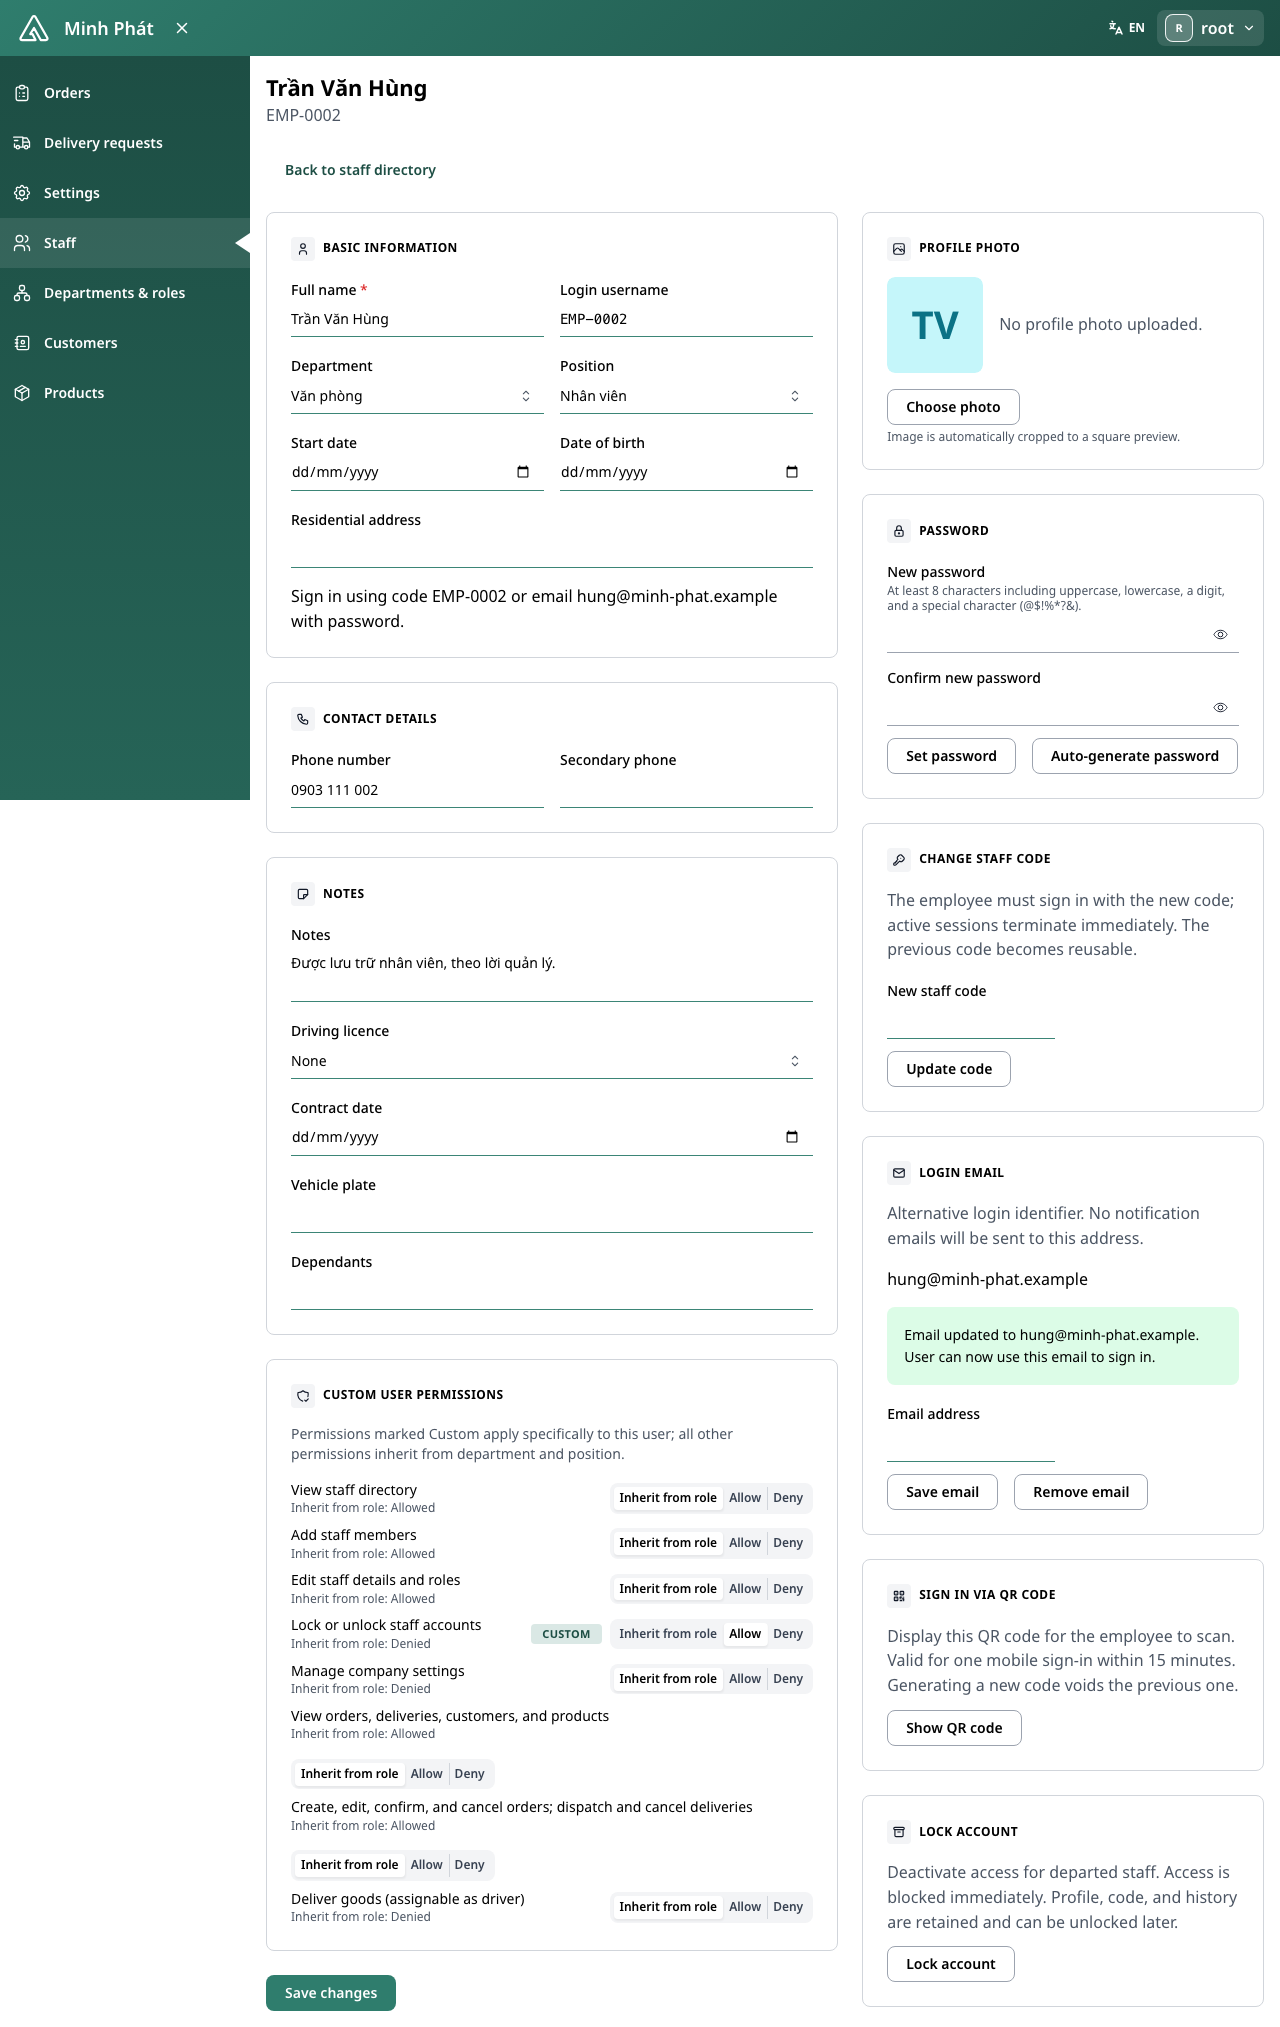 Minh Phát
EN
R
root
Orders
Delivery requests
Settings
Staff
Departments & roles
Customers
Products
Trần Văn Hùng
EMP-0002
Back to staff directory
BASIC INFORMATION
Full name *
Login username
Trần Văn Hùng
EMP-0002
Department
Position
Văn phòng
Nhân viên
Start date
Date of birth
dd/mm/yyyy
dd/mm/yyyy
Residential address
Sign in using code EMP-0002 or email hung@minh-phat.example
with password.
CONTACT DETAILS
Phone number
Secondary phone
0903 111 002
NOTES
Notes
Được lưu trữ nhân viên, theo lời quản lý.
Driving licence
None
Contract date
dd/mm/yyyy
Vehicle plate
Dependants
CUSTOM USER PERMISSIONS
Permissions marked Custom apply specifically to this user; all other
permissions inherit from department and position.
View staff directory
Inherit from role: Allowed
Inherit from role Allow Deny
Add staff members
Inherit from role: Allowed
Inherit from role Allow Deny
Edit staff details and roles
Inherit from role: Allowed
Inherit from role Allow Deny
Lock or unlock staff accounts
Inherit from role: Denied
CUSTOM
Inherit from role Allow Deny
Manage company settings
Inherit from role: Denied
Inherit from role Allow Deny
View orders, deliveries, customers, and products
Inherit from role: Allowed
Inherit from role Allow Deny
Create, edit, confirm, and cancel orders; dispatch and cancel deliveries
Inherit from role: Allowed
Inherit from role Allow Deny
Deliver goods (assignable as driver)
Inherit from role: Denied
Inherit from role Allow Deny
Save changes
PROFILE PHOTO
TV
No profile photo uploaded.
Choose photo
Image is automatically cropped to a square preview.
PASSWORD
New password
At least 8 characters including uppercase, lowercase, a digit,
and a special character (@$!%*?&).
Confirm new password
Set password
Auto-generate password
CHANGE STAFF CODE
The employee must sign in with the new code;
active sessions terminate immediately. The
previous code becomes reusable.
New staff code
Update code
LOGIN EMAIL
Alternative login identifier. No notification
emails will be sent to this address.
hung@minh-phat.example
Email updated to hung@minh-phat.example.
User can now use this email to sign in.
Email address
Save email
Remove email
SIGN IN VIA QR CODE
Display this QR code for the employee to scan.
Valid for one mobile sign-in within 15 minutes.
Generating a new code voids the previous one.
Show QR code
LOCK ACCOUNT
Deactivate access for departed staff. Access is
blocked immediately. Profile, code, and history
are retained and can be unlocked later.
Lock account